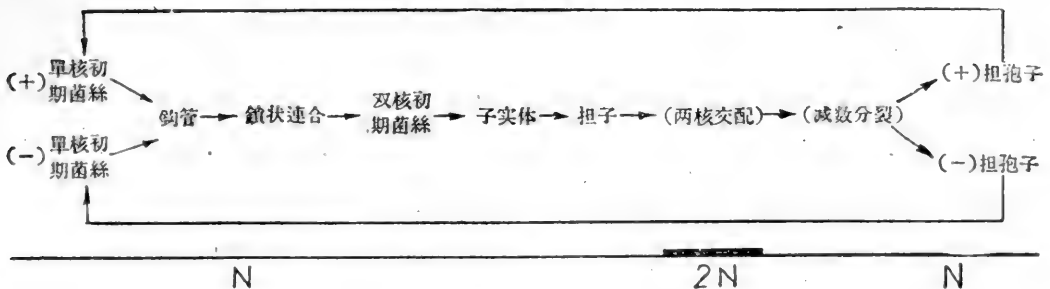 (+) 單核初
期菌絲
(-) 單核初
期菌絲
鈎管
鎖状連合
双核初
期菌絲
子实体
担子
(两核交配)
(减数分裂)
(+)担孢子
(-)担孢子
N
2N
N